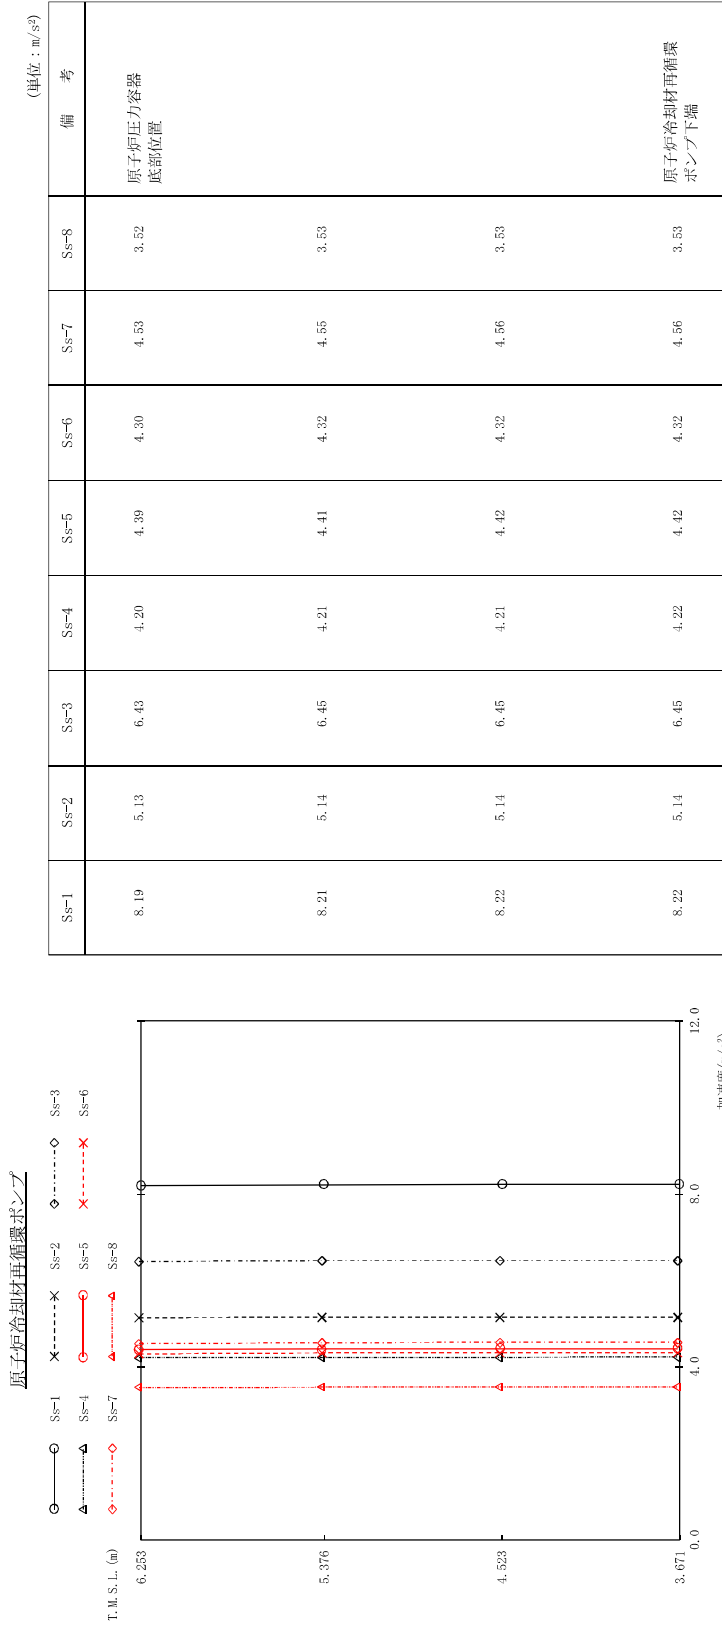 原子炉冷却材再循環ポンプ
Ss-1 Ss-2 Ss-3
Ss-4 Ss-5 Ss-6
Ss-7 Ss-8
T.M.S.L.(m)
6.253
5.376
4.523
3.671
0.0 4.0 8.0 12.0
(単位:m/s²)
Ss-1 Ss-2 Ss-3 Ss-4 Ss-5 Ss-6 Ss-7 Ss-8 備 考
8.19 5.13 6.43 4.20 4.39 4.30 4.53 3.52 原子炉圧力容器
底部位置
8.21 5.14 6.45 4.21 4.41 4.32 4.55 3.53
8.22 5.14 6.45 4.21 4.42 4.32 4.56 3.53
8.22 5.14 6.45 4.22 4.42 4.32 4.56 3.53 原子炉冷却材再循環
ポンプ下端